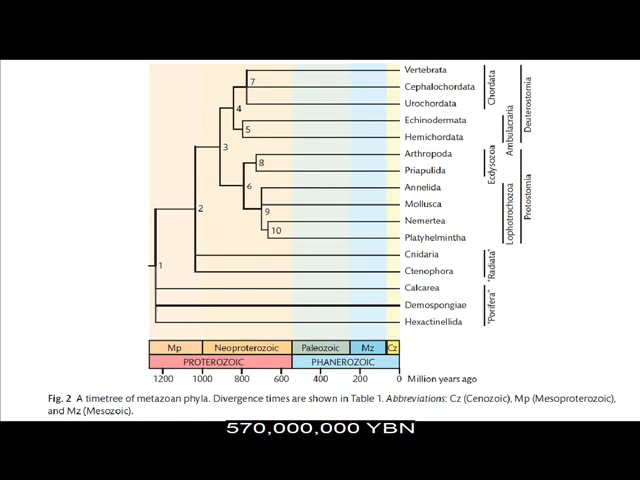 Vertebrata
7
Cephalochordata
Chordata
Urochordata
4
Deuterostomia
Echinodermata
5
Ambulacraria
Hemichordata
3
Arthropoda
8
Ecdysozoa
Priapulida
6
Annelida
2
Mollusca
9
Lophotrochozoa
Protostomia
Nemertea
10
Platyhelmintha
Cnidaria
1
"Radiata"
Ctenophora
Calcarea
Demospongiae
"Porifera"
Hexactinellida
Mp Neoproterozoic Paleozoic Mz Cz
PROTEROZOIC PHANEROZOIC
1200 1000 800 600 400 200 0 Million years ago
Fig. 2 A timetree of metazoan phyla. Divergence times are shown in Table 1. Abbreviations: Cz (Cenozoic), Mp (Mesoproterozoic),
and Mz (Mesozoic).
570,000,000 YBN